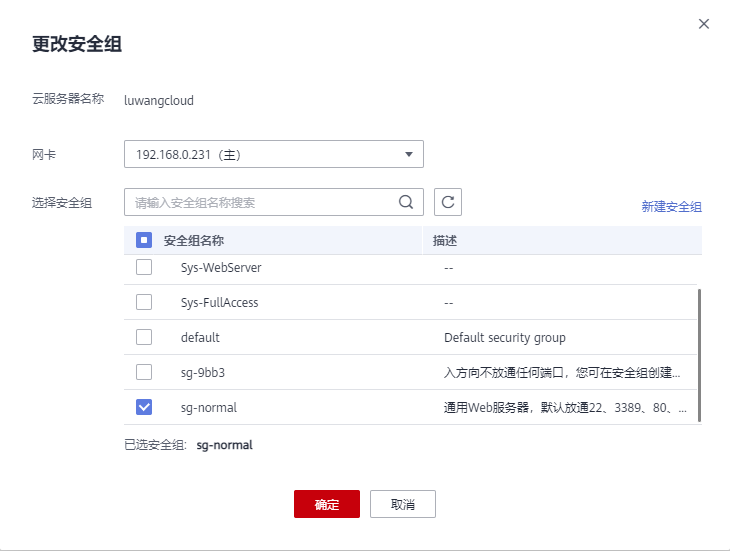 更改安全组
云服务器名称 luwangcloud
网卡 192.168.0.231（主）
选择安全组 请输入安全组名称搜索 新建安全组
安全组名称 描述
Sys-WebServer --
Sys-FullAccess --
default Default security group
sg-9bb3 入方向不放通任何端口，您可在安全组创建...
sg-normal 通用Web服务器，默认放通22、3389、80、...
已选安全组: sg-normal
确定 取消